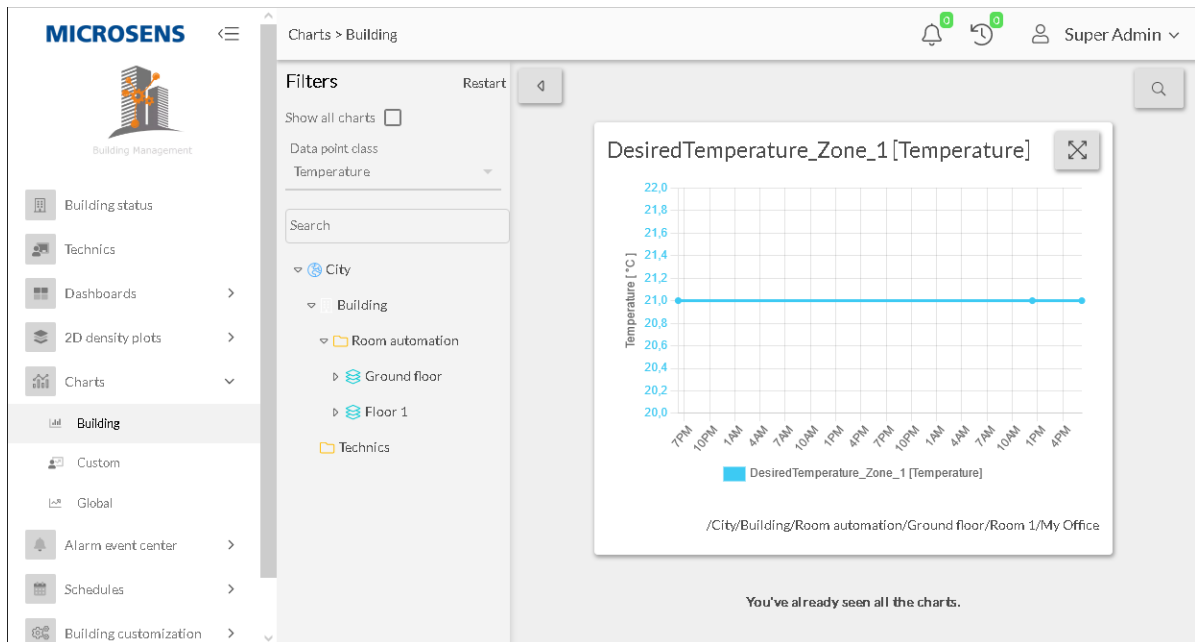 MICROSENS
Building Management
Building status
Technics
Dashboards
2D density plots
Charts
Building
Custom
Global
Alarm event center
Schedules
Building customization
Charts > Building
0
0
Super Admin
Filters
Restart
Show all charts
Data point class
Temperature
Search
City
Building
Room automation
Ground floor
Floor 1
Technics
DesiredTemperature_Zone_1 [Temperature]
Temperature [ °C ]
22,0
21,8
21,6
21,4
21,2
21,0
20,8
20,6
20,4
20,2
20,0
7PM 10PM 1AM 4AM 7AM 10AM 1PM 4PM 7PM 10PM 1AM 4AM 7AM 10AM 1PM 4PM
DesiredTemperature_Zone_1 [Temperature]
/City/Building/Room automation/Ground floor/Room 1/My Office
You've already seen all the charts.